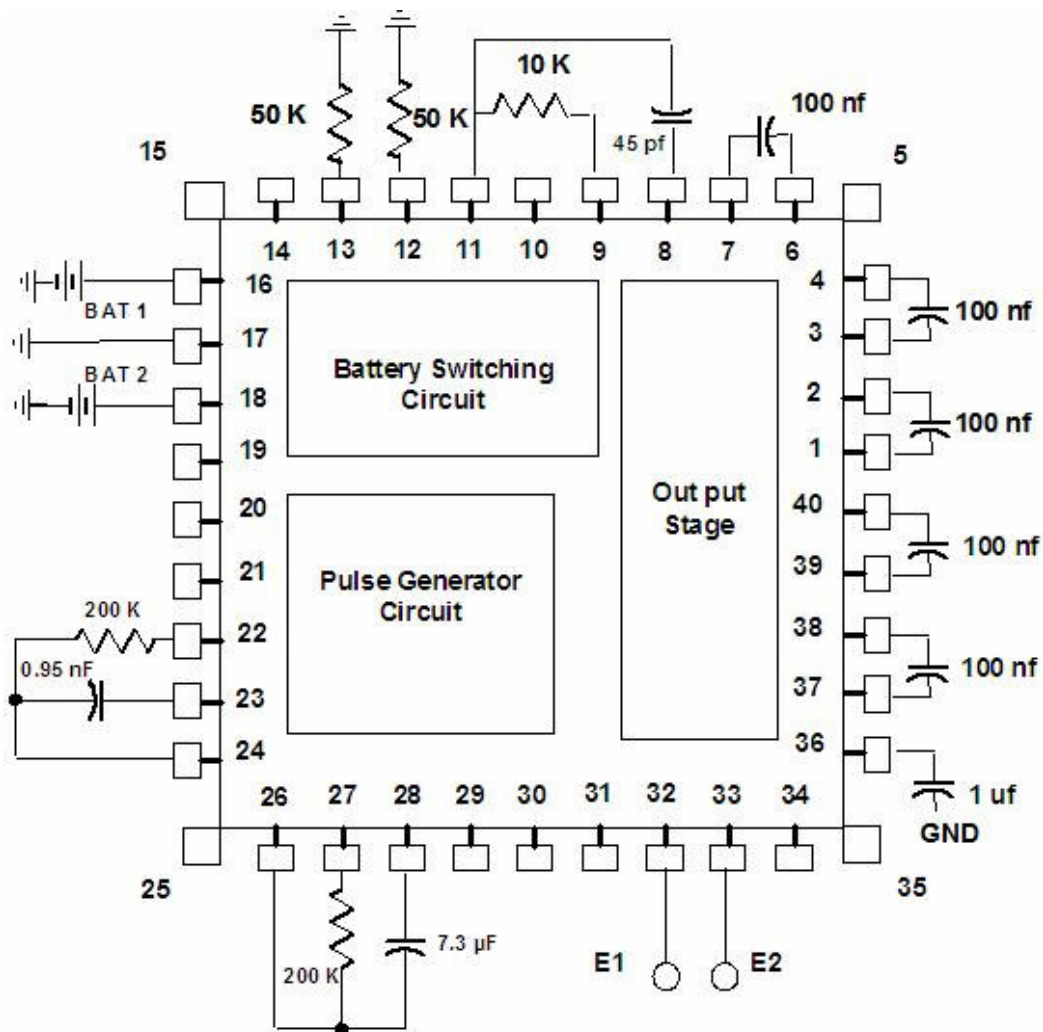 10 K
50 K
50 K
100 nf
45 pf
15
5
14 13 12 11 10 9 8 7 6
16
BAT 1
17
BAT 2
18
19
20
21
200 K
22
0.95 nF
23
24
Battery Switching
Circuit
Pulse Generator
Circuit
Out put
Stage
4
100 nf
3
2
100 nf
1
40
100 nf
39
38
100 nf
37
36
1 uf
GND
26 27 28 29 30 31 32 33 34
25
35
7.3 µF
200 K
E1
E2